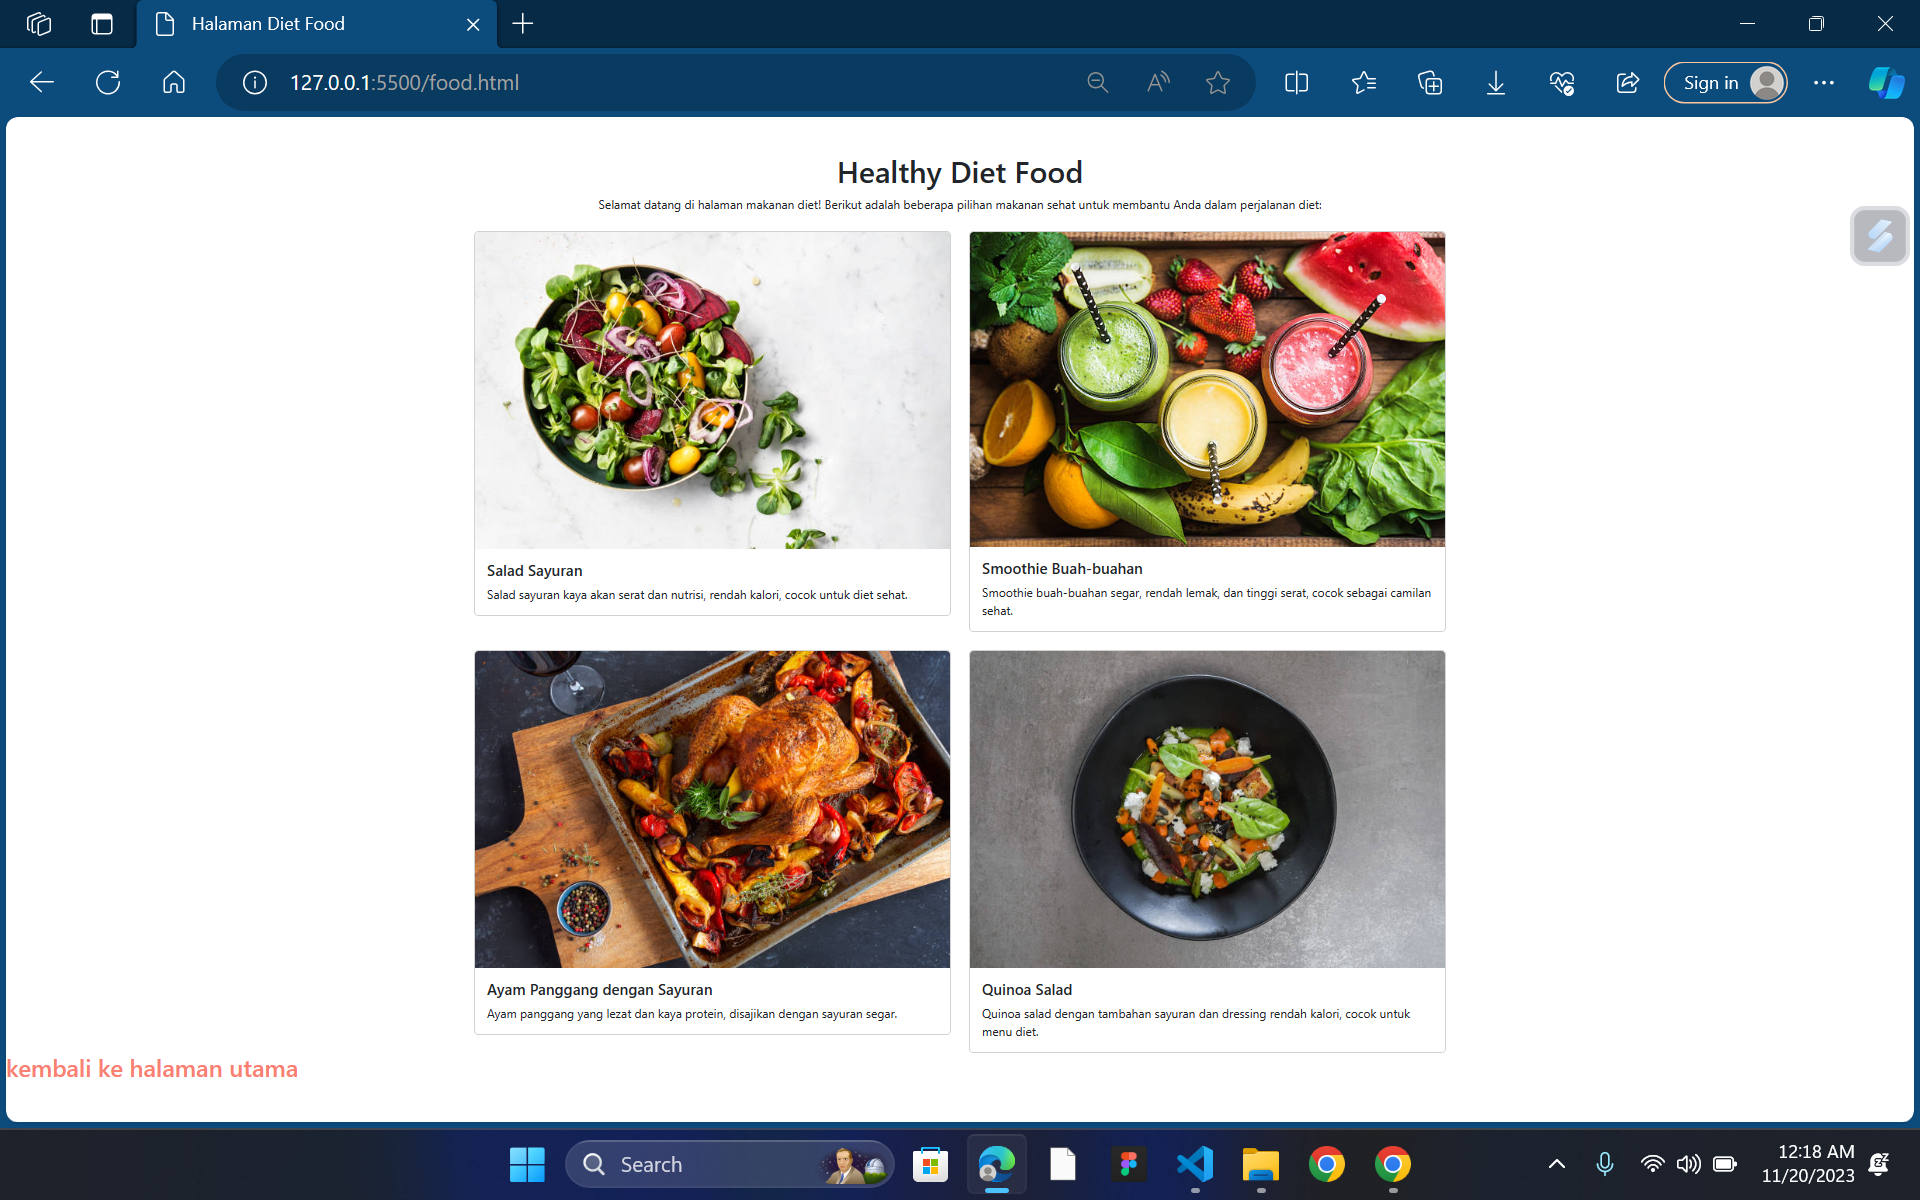 Halaman Diet Food
127.0.0.1:5500/food.html
Sign in
Healthy Diet Food
Selamat datang di halaman makanan diet! Berikut adalah beberapa pilihan makanan sehat untuk membantu Anda dalam perjalanan diet:
Salad Sayuran
Salad sayuran kaya akan serat dan nutrisi, rendah kalori, cocok untuk diet sehat.
Smoothie Buah-buahan
Smoothie buah-buahan segar, rendah lemak, dan tinggi serat, cocok sebagai camilan
sehat.
Ayam Panggang dengan Sayuran
Ayam panggang yang lezat dan kaya protein, disajikan dengan sayuran segar.
Quinoa Salad
Quinoa salad dengan tambahan sayuran dan dressing rendah kalori, cocok untuk
menu diet.
kembali ke halaman utama
Search
12:18 AM
11/20/2023